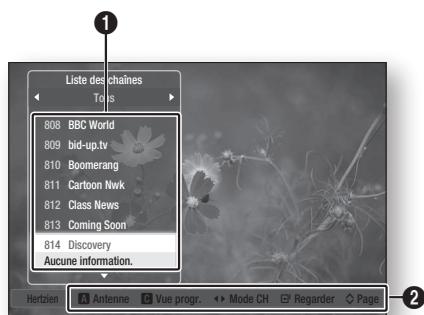 1
Liste des chaînes
Tous
808 BBC World
809 bid-up.tv
810 Boomerang
811 Cartoon Nwk
812 Class News
813 Coming Soon
814 Discovery
Aucune information.
Hertzien A Antenne C Vue progr. Mode CH Regarder Page 2